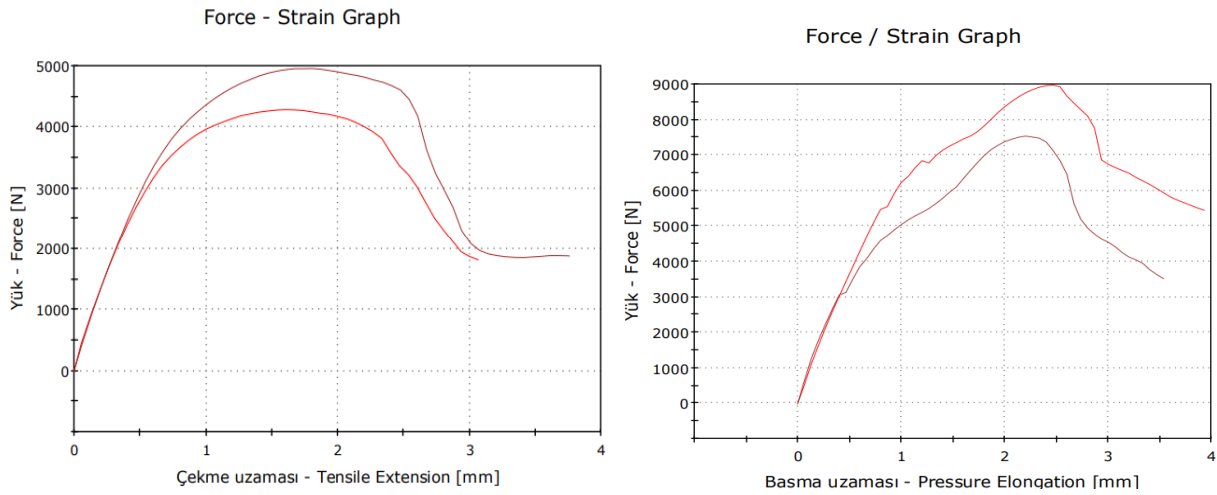 Force - Strain Graph
Yük - Force [N]
5000
4000
3000
2000
1000
0
0 1 2 3 4
Çekme uzaması - Tensile Extension [mm]
Force / Strain Graph
Yük - Force [N]
9000
8000
7000
6000
5000
4000
3000
2000
1000
0
0 1 2 3 4
Basma uzaması - Pressure Elongation [mm]